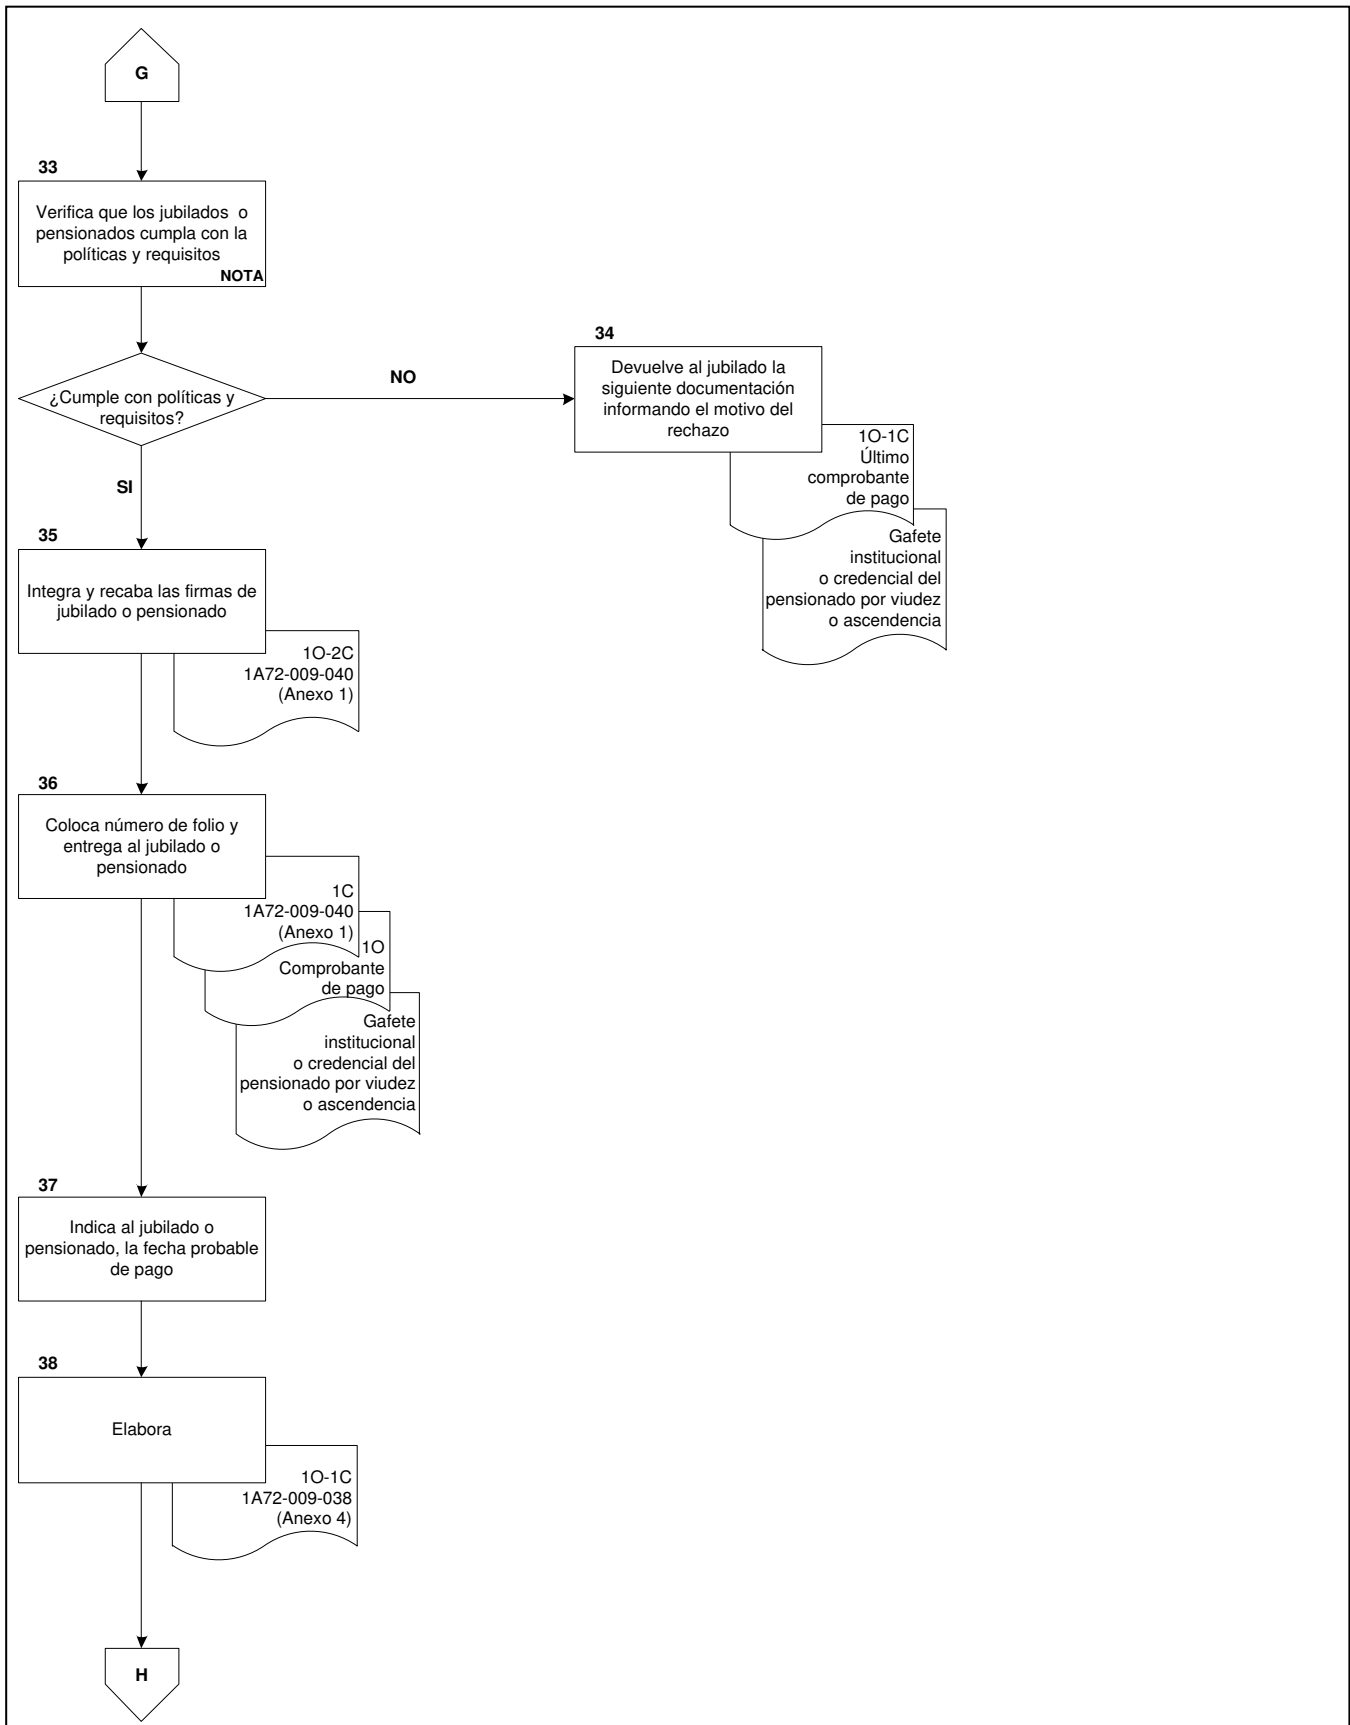 G
33
Verifica que los jubilados o
pensionados cumpla con la
políticas y requisitos
NOTA
¿Cumple con políticas y
requisitos?
NO
34
Devuelve al jubilado la
siguiente documentación
informando el motivo del
rechazo
1O-1C
Último
comprobante
de pago
Gafete
institucional
o credencial del
pensionado por viudez
o ascendencia
SI
35
Integra y recaba las firmas de
jubilado o pensionado
1O-2C
1A72-009-040
(Anexo 1)
36
Coloca número de folio y
entrega al jubilado o
pensionado
1C
1A72-009-040
(Anexo 1)
1O
Comprobante
de pago
Gafete
institucional
o credencial del
pensionado por viudez
o ascendencia
37
Indica al jubilado o
pensionado, la fecha probable
de pago
38
Elabora
1O-1C
1A72-009-038
(Anexo 4)
H